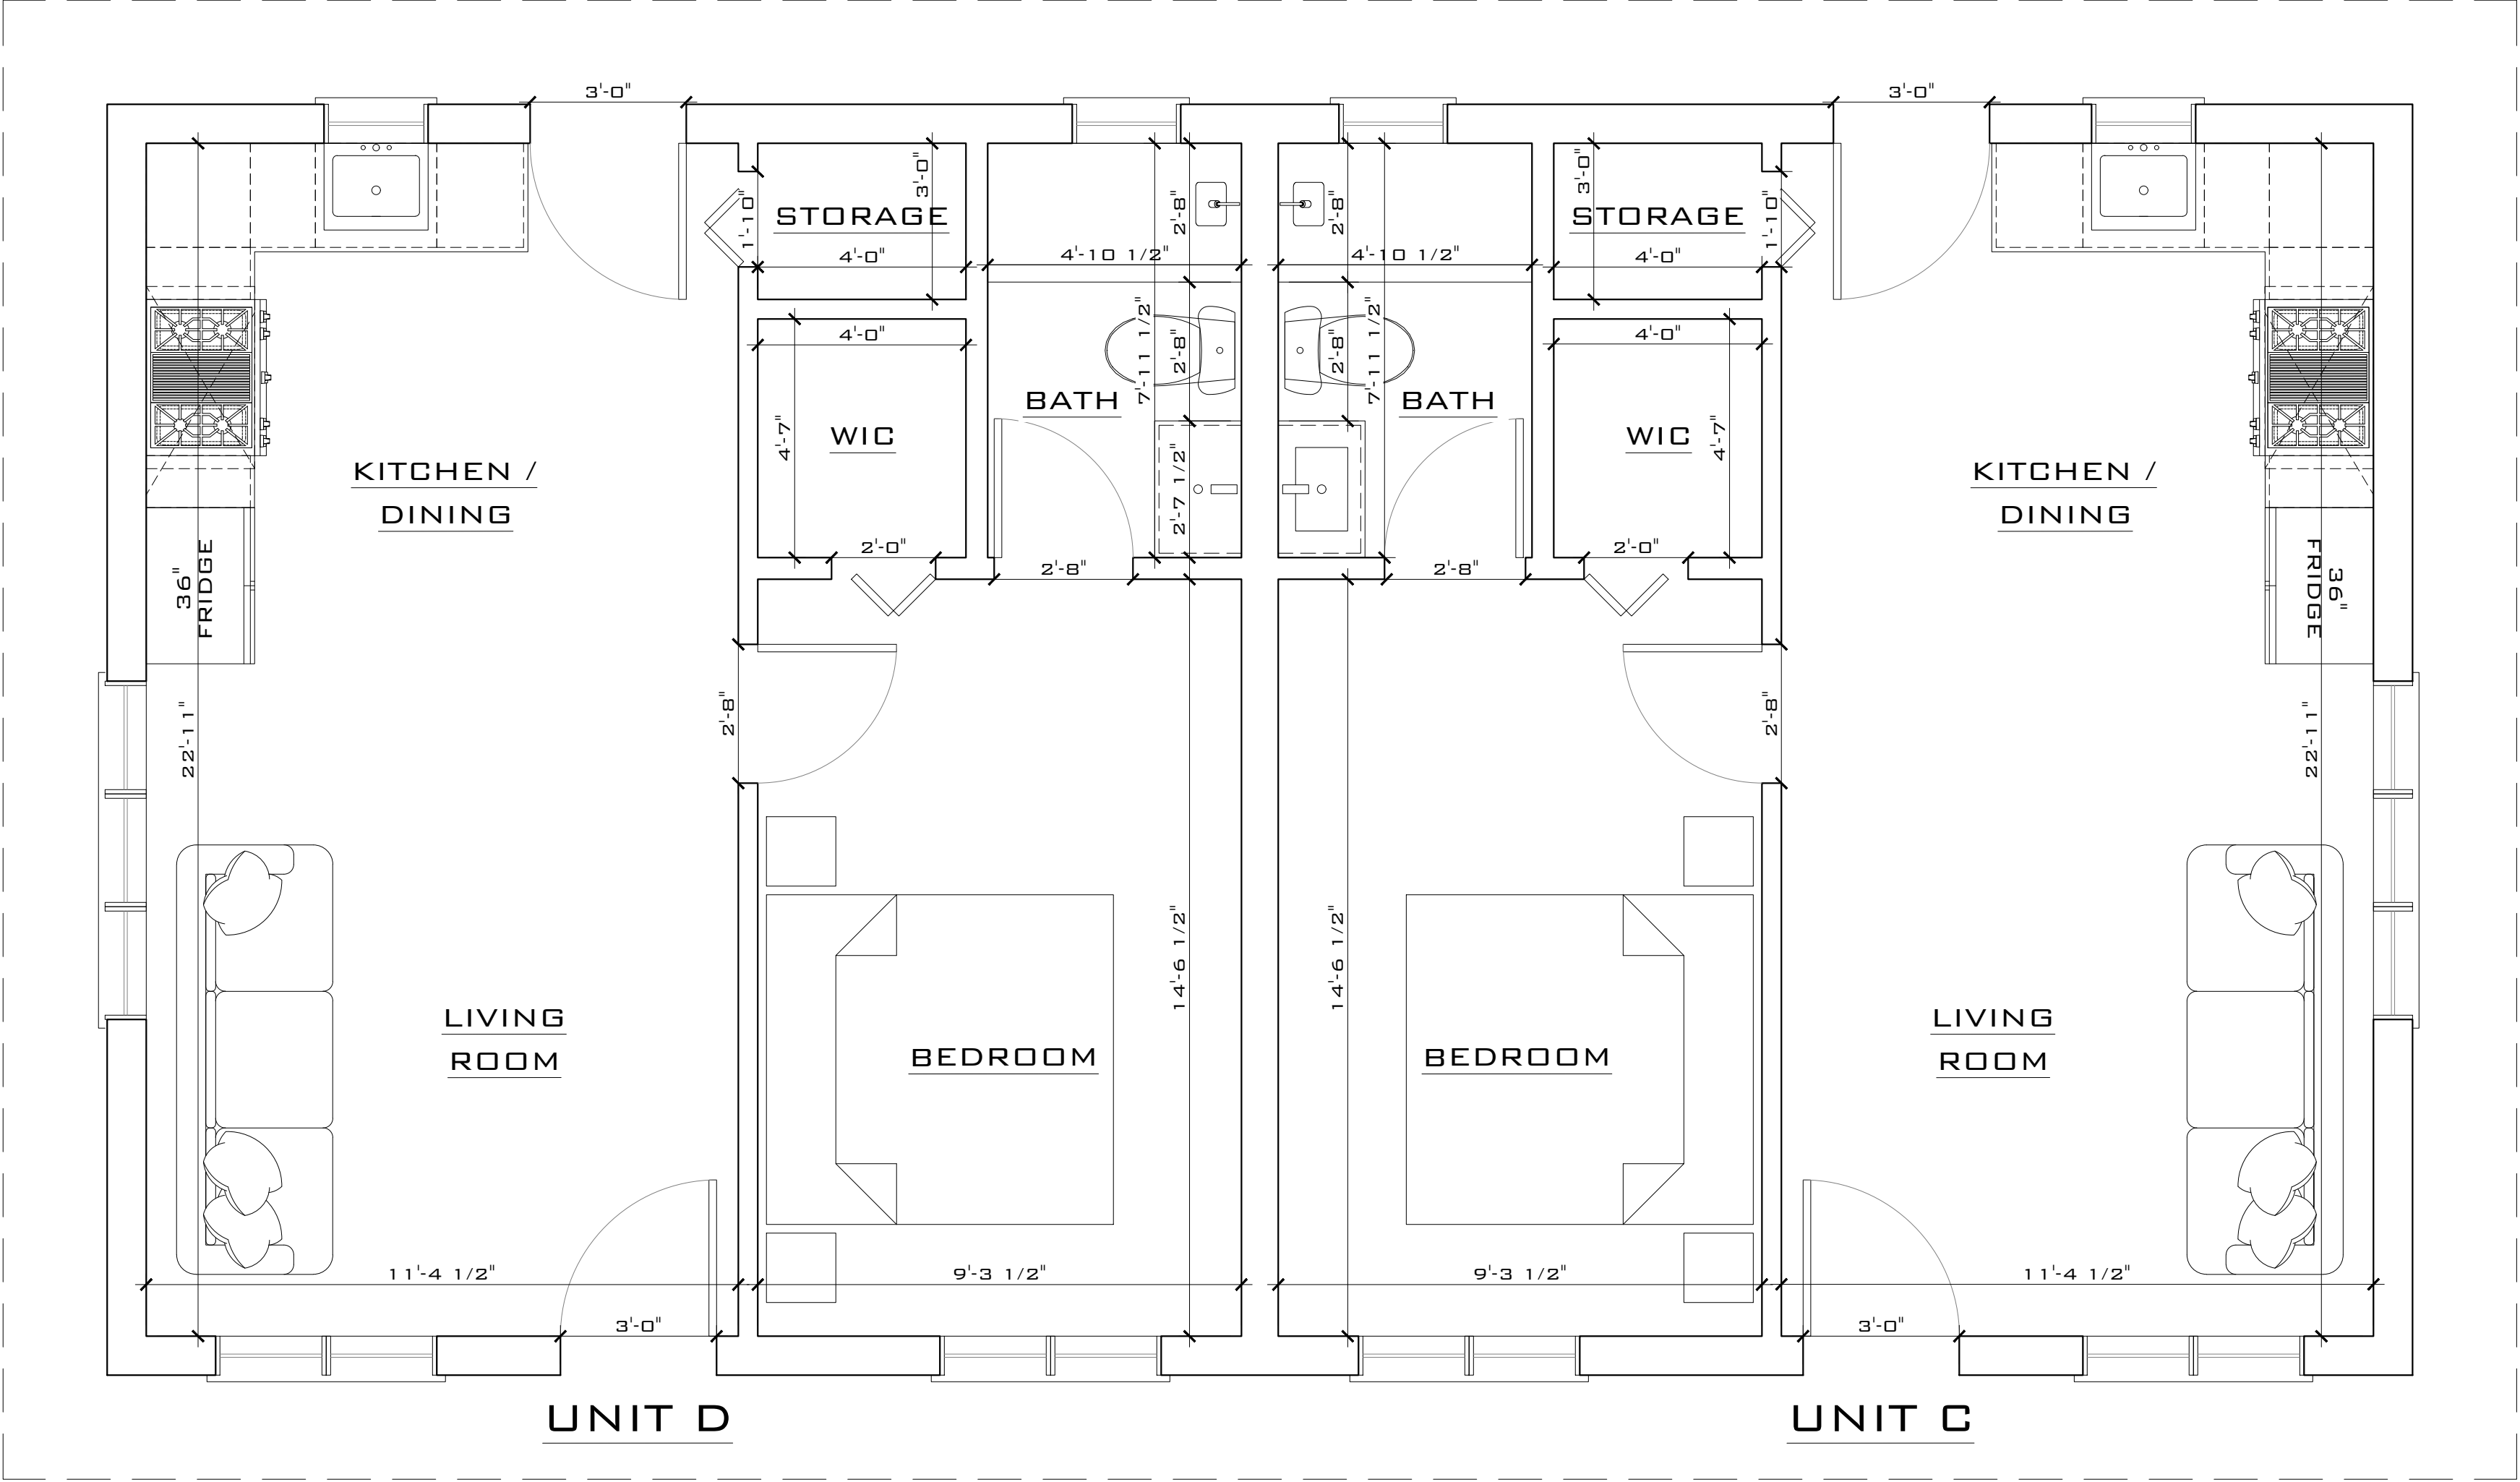 3'-0"
3'-0"
3'-0"
3'-0"
1'-10"
STORAGE
2'-8"
2'-8"
STORAGE
1'-10"
4'-0"
4'-10 1/2"
4'-10 1/2"
4'-0"
4'-0"
7'-11 1/2"
2'-8"
2'-8"
7'-11 1/2"
4'-0"
BATH
BATH
4'-7"
WIC
WIC
4'-7"
KITCHEN /
DINING
2'-7 1/2"
KITCHEN /
DINING
2'-0"
2'-8"
2'-8"
2'-0"
36"
FRIDGE
36"
FRIDGE
22'-11"
2'-8"
2'-8"
22'-11"
14'-6 1/2"
14'-6 1/2"
LIVING
ROOM
BEDROOM
BEDROOM
LIVING
ROOM
11'-4 1/2"
9'-3 1/2"
9'-3 1/2"
11'-4 1/2"
3'-0"
3'-0"
UNIT D
UNIT C